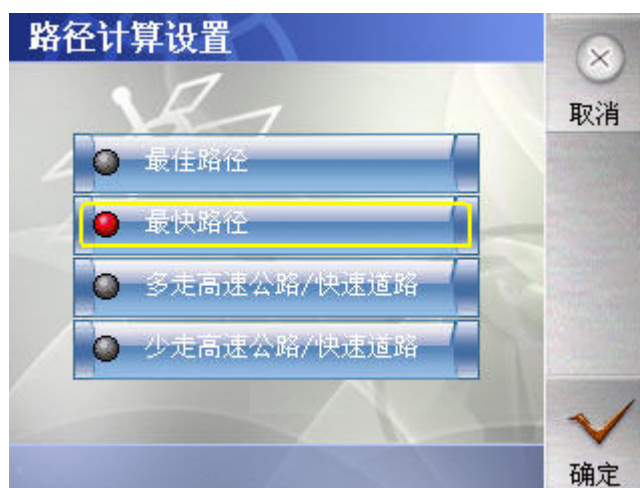 路径计算设置
取消
最佳路径
最快路径
多走高速公路/快速道路
少走高速公路/快速道路
确定